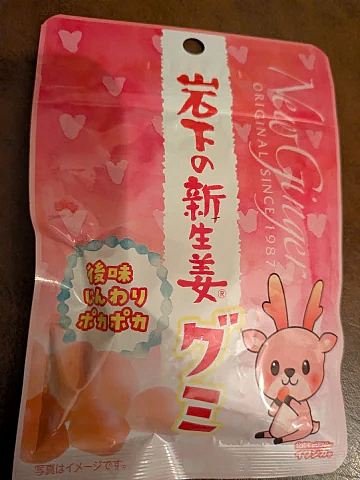 岩下の新生姜®
グミ
New Ginger
ORIGINAL SINCE 1987
後味
じんわり
ポカポカ
写真はイメージです。